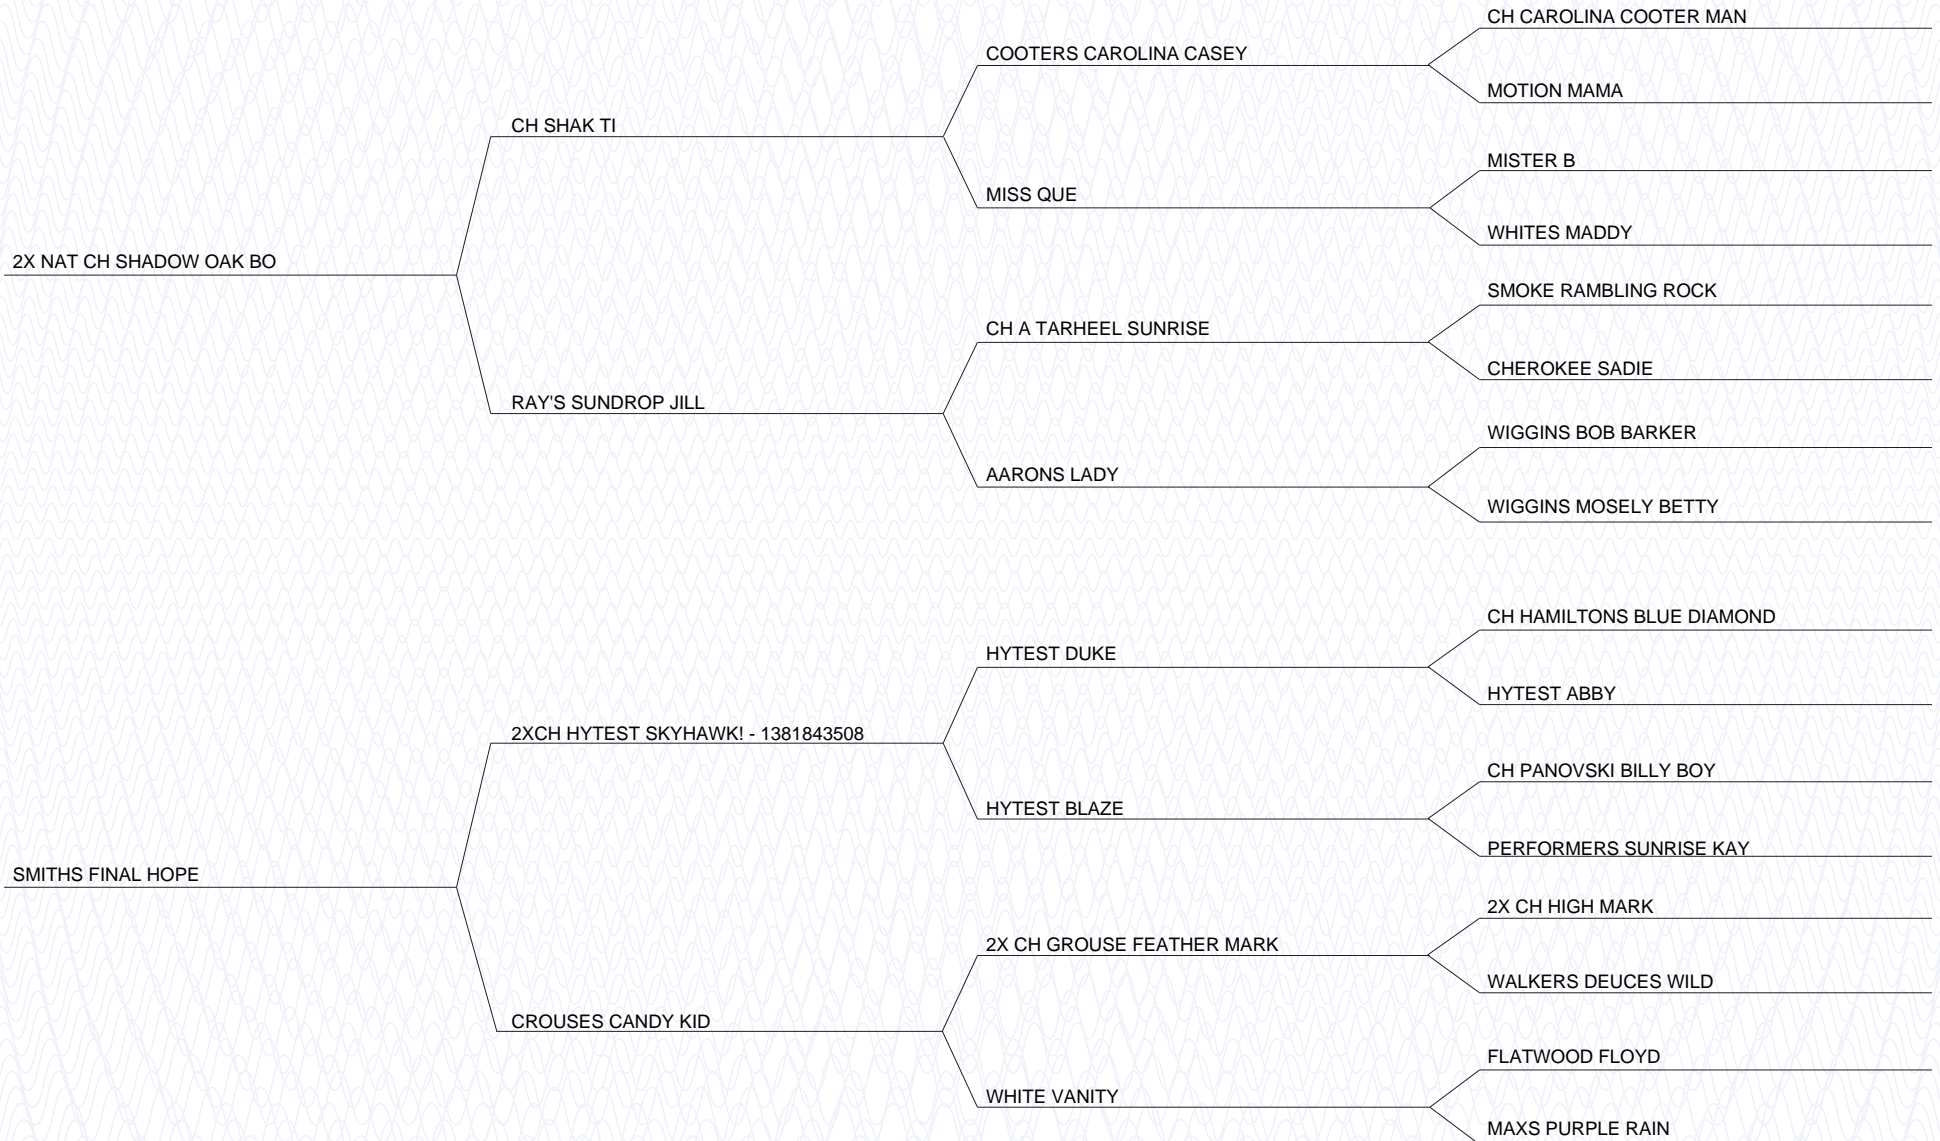 CH CAROLINA COOTER MAN
COOTERS CAROLINA CASEY
MOTION MAMA
CH SHAK TI
MISTER B
MISS QUE
WHITES MADDY
2X NAT CH SHADOW OAK BO
SMOKE RAMBLING ROCK
CH A TARHEEL SUNRISE
CHEROKEE SADIE
RAY'S SUNDROP JILL
WIGGINS BOB BARKER
AARONS LADY
WIGGINS MOSELY BETTY
CH HAMILTONS BLUE DIAMOND
HYTEST DUKE
HYTEST ABBY
2XCH HYTEST SKYHAWK! - 1381843508
CH PANOVSKI BILLY BOY
HYTEST BLAZE
PERFORMERS SUNRISE KAY
SMITHS FINAL HOPE
2X CH HIGH MARK
2X CH GROUSE FEATHER MARK
WALKERS DEUCES WILD
CROUSES CANDY KID
FLATWOOD FLOYD
WHITE VANITY
MAXS PURPLE RAIN